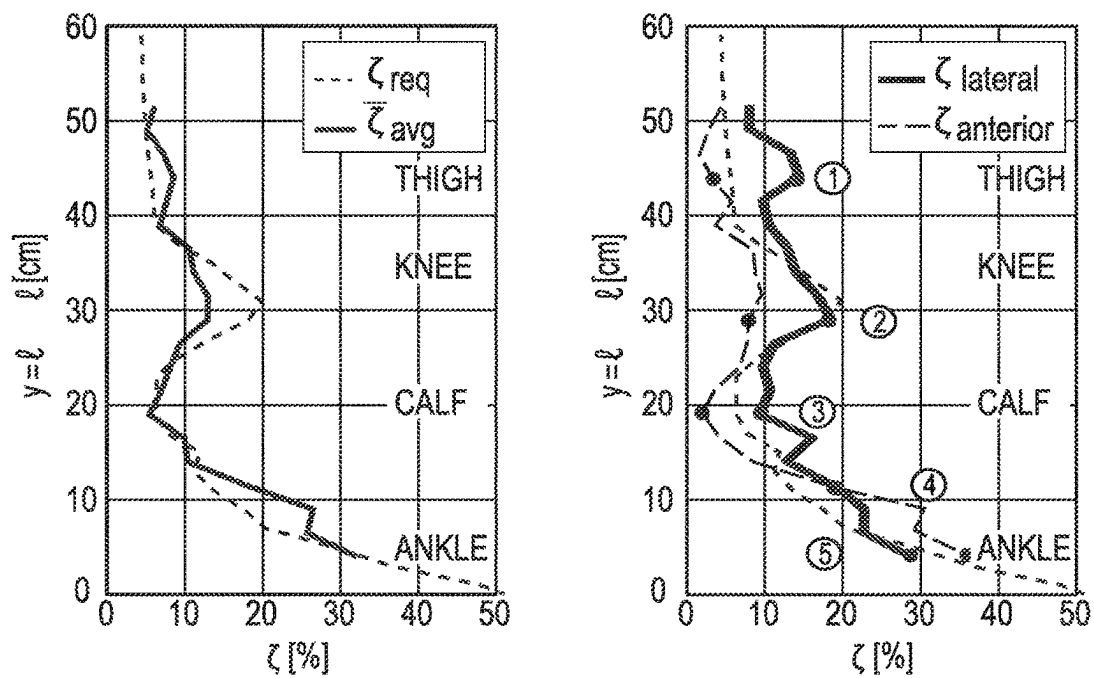 60
50
40
30
20
10
0
y = ℓ ℓ [cm]
ζ req
ζ̅ avg
THIGH
KNEE
CALF
ANKLE
0 10 20 30 40 50
ζ [%]
60
50
40
30
20
10
0
y = ℓ ℓ [cm]
ζ lateral
ζ anterior
THIGH
①
KNEE
②
CALF
③
④
ANKLE
⑤
0 10 20 30 40 50
ζ [%]